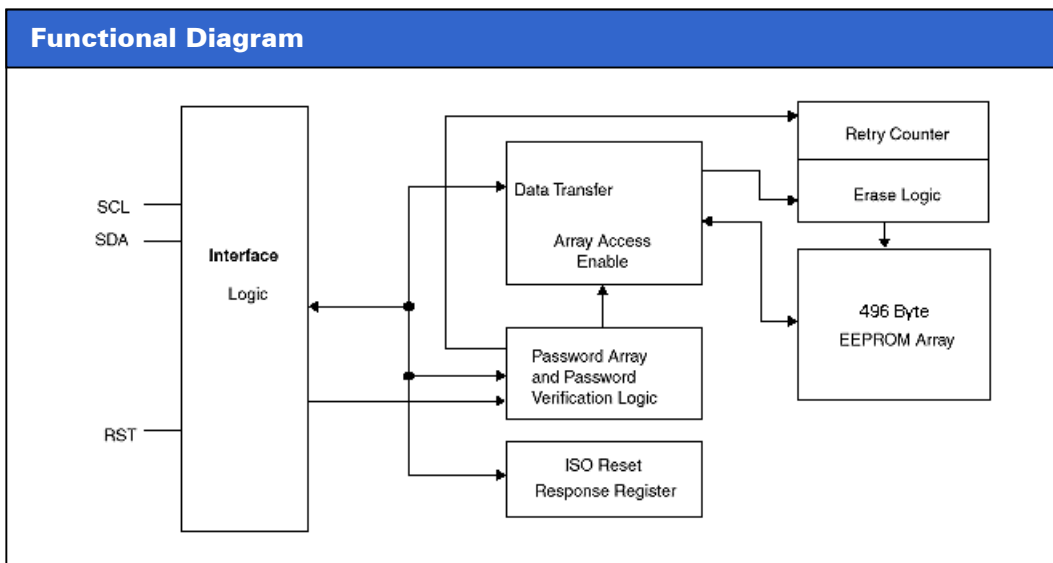 Functional Diagram
SCL
SDA
RST
Interface
Logic
Data Transfer
Array Access
Enable
Password Array
and Password
Verification Logic
ISO Reset
Response Register
Retry Counter
Erase Logic
496 Byte
EEPROM Array